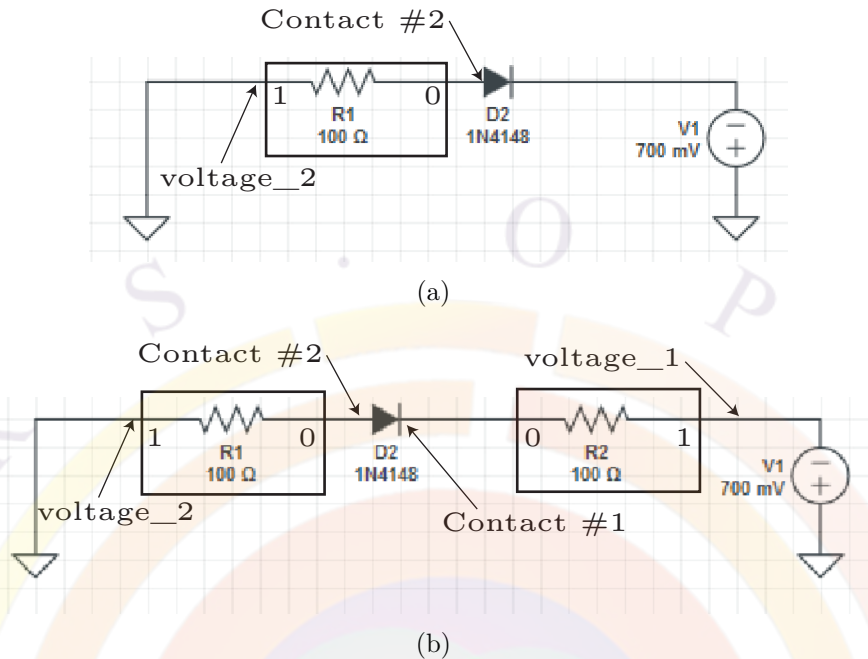 Contact #2
1 0
R1
100 Ω
D2
1N4148
V1
700 mV
voltage_2
(a)
S · O P
Contact #2
voltage_1
1 0
R1
100 Ω
D2
1N4148
0 1
R2
100 Ω
V1
700 mV
voltage_2
Contact #1
(b)